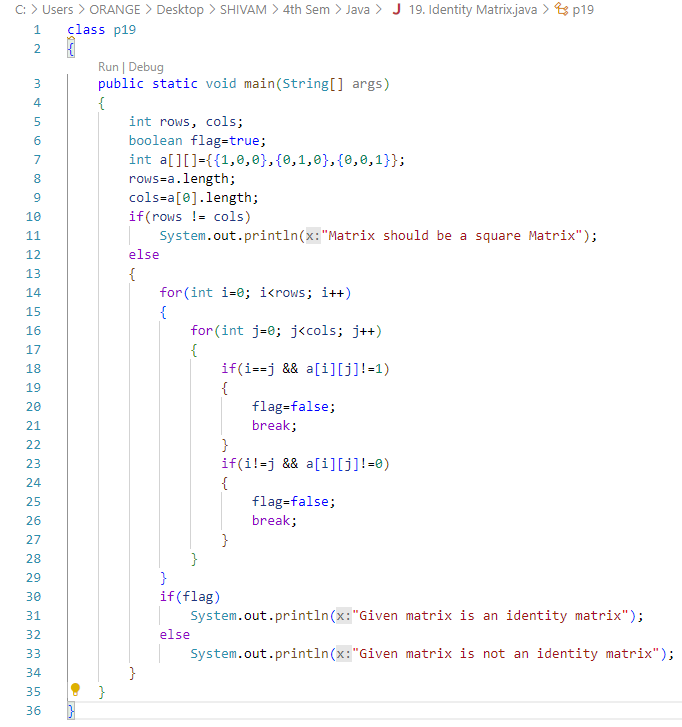 C: > Users > ORANGE > Desktop > SHIVAM > 4th Sem > Java > J 19. Identity Matrix.java > p19
1 class p19
2 {
Run | Debug
3 public static void main(String[] args)
4 {
5 int rows, cols;
6 boolean flag=true;
7 int a[][]={{1,0,0},{0,1,0},{0,0,1}};
8 rows=a.length;
9 cols=a[0].length;
10 if(rows != cols)
11 System.out.println(x:"Matrix should be a square Matrix");
12 else
13 {
14 for(int i=0; i<rows; i++)
15 {
16 for(int j=0; j<cols; j++)
17 {
18 if(i==j && a[i][j]!=1)
19 {
20 flag=false;
21 break;
22 }
23 if(i!=j && a[i][j]!=0)
24 {
25 flag=false;
26 break;
27 }
28 }
29 }
30 if(flag)
31 System.out.println(x:"Given matrix is an identity matrix");
32 else
33 System.out.println(x:"Given matrix is not an identity matrix");
34 }
35 }
36 }